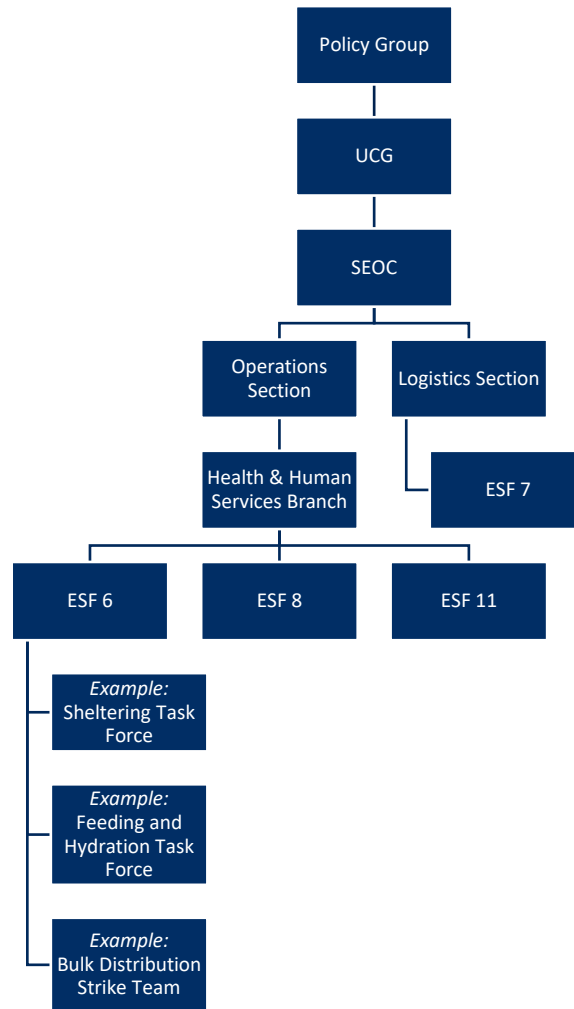 Policy Group
UCG
SEOC
Operations
Section
Logistics Section
Health & Human
Services Branch
ESF 7
ESF 6
ESF 8
ESF 11
Example:
Sheltering Task
Force
Example:
Feeding and
Hydration Task
Force
Example:
Bulk Distribution
Strike Team